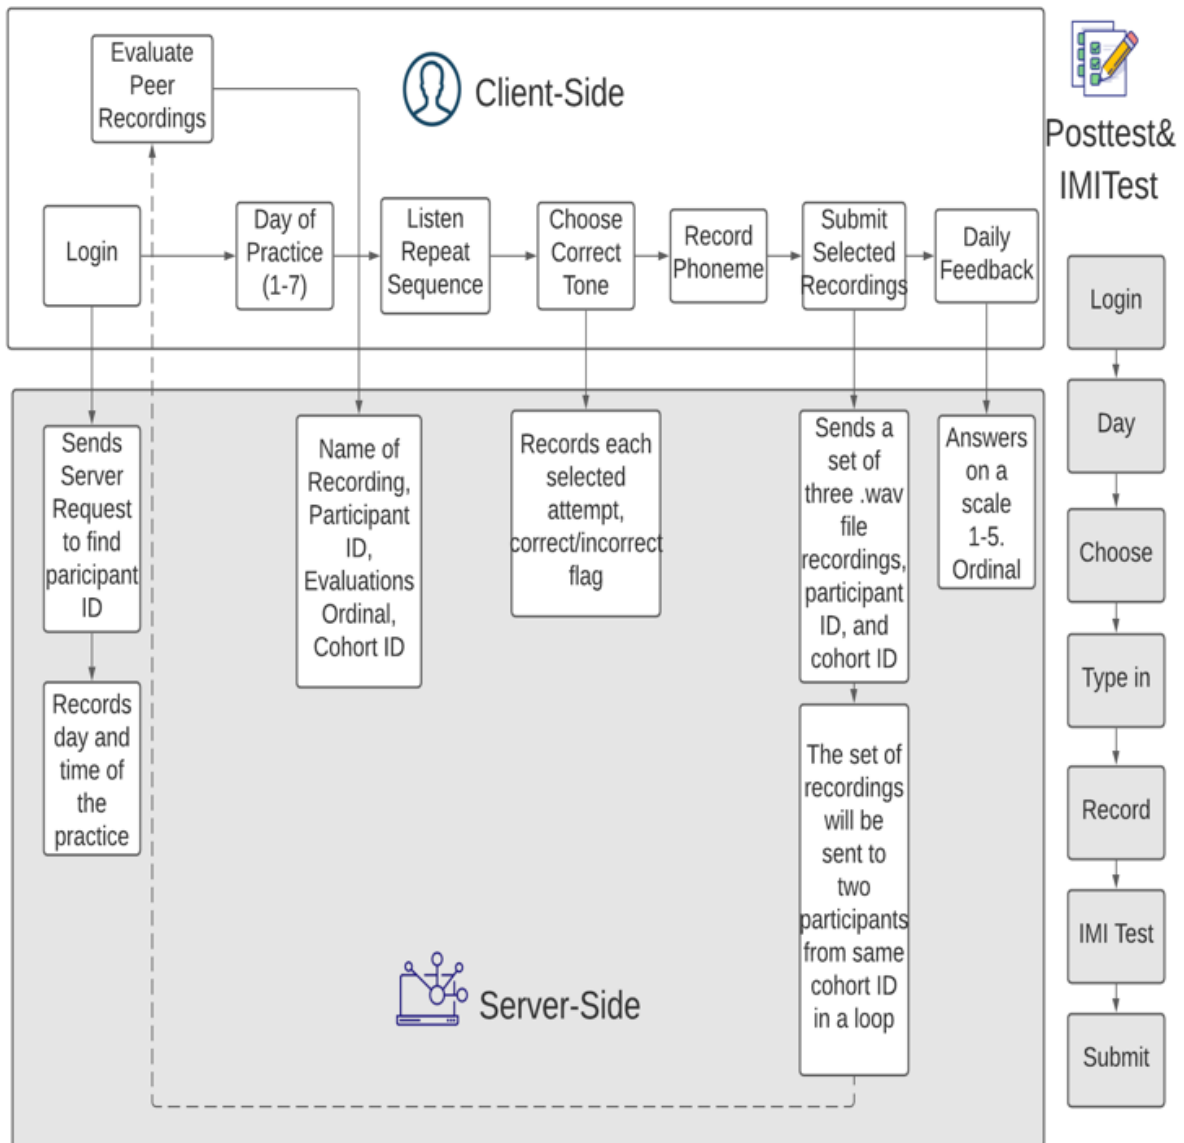 Evaluate
Peer
Recordings
Client-Side
Login
Day of
Practice
(1-7)
Listen
Repeat
Sequence
Choose
Correct
Tone
Record
Phoneme
Submit
Selected
Recordings
Daily
Feedback
Sends
Server
Request
to find
paricipant
ID
Records
day and
time of
the
practice
Name of
Recording,
Participant
ID,
Evaluations
Ordinal,
Cohort ID
Records each
selected
attempt,
correct/incorrect
flag
Sends a
set of
three .wav
file
recordings,
participant
ID, and
cohort ID
The set of
recordings
will be
sent to
two
participants
from same
cohort ID
in a loop
Answers
on a
scale
1-5.
Ordinal
Server-Side
Posttest&
IMITest
Login
Day
Choose
Type in
Record
IMI Test
Submit